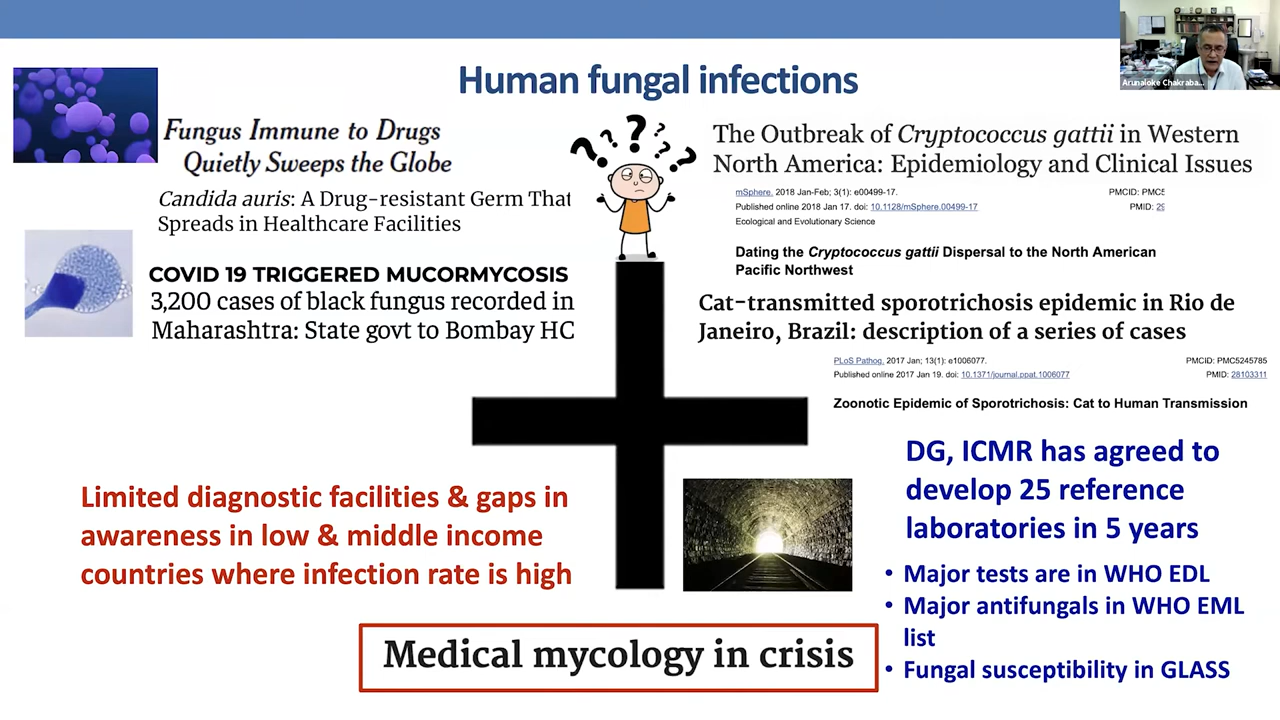 Arunaloke Chakraba...
Human fungal infections
Fungus Immune to Drugs
Quietly Sweeps the Globe
Candida auris: A Drug-resistant Germ That
Spreads in Healthcare Facilities
COVID 19 TRIGGERED MUCORMYCOSIS
3,200 cases of black fungus recorded in
Maharashtra: State govt to Bombay HC
? ? ? ? ? ?
The Outbreak of Cryptococcus gattii in Western
North America: Epidemiology and Clinical Issues
mSphere. 2018 Jan-Feb; 3(1): e00499-17. PMCID: PMC5
Published online 2018 Jan 17. doi: 10.1128/mSphere.00499-17 PMID: 29
Ecological and Evolutionary Science
Dating the Cryptococcus gattii Dispersal to the North American
Pacific Northwest
Cat-transmitted sporotrichosis epidemic in Rio de
Janeiro, Brazil: description of a series of cases
PLoS Pathog. 2017 Jan; 13(1): e1006077. PMCID: PMC5245785
Published online 2017 Jan 19. doi: 10.1371/journal.ppat.1006077 PMID: 28103311
Zoonotic Epidemic of Sporotrichosis: Cat to Human Transmission
Limited diagnostic facilities & gaps in
awareness in low & middle income
countries where infection rate is high
DG, ICMR has agreed to
develop 25 reference
laboratories in 5 years
• Major tests are in WHO EDL
• Major antifungals in WHO EML
list
• Fungal susceptibility in GLASS
Medical mycology in crisis